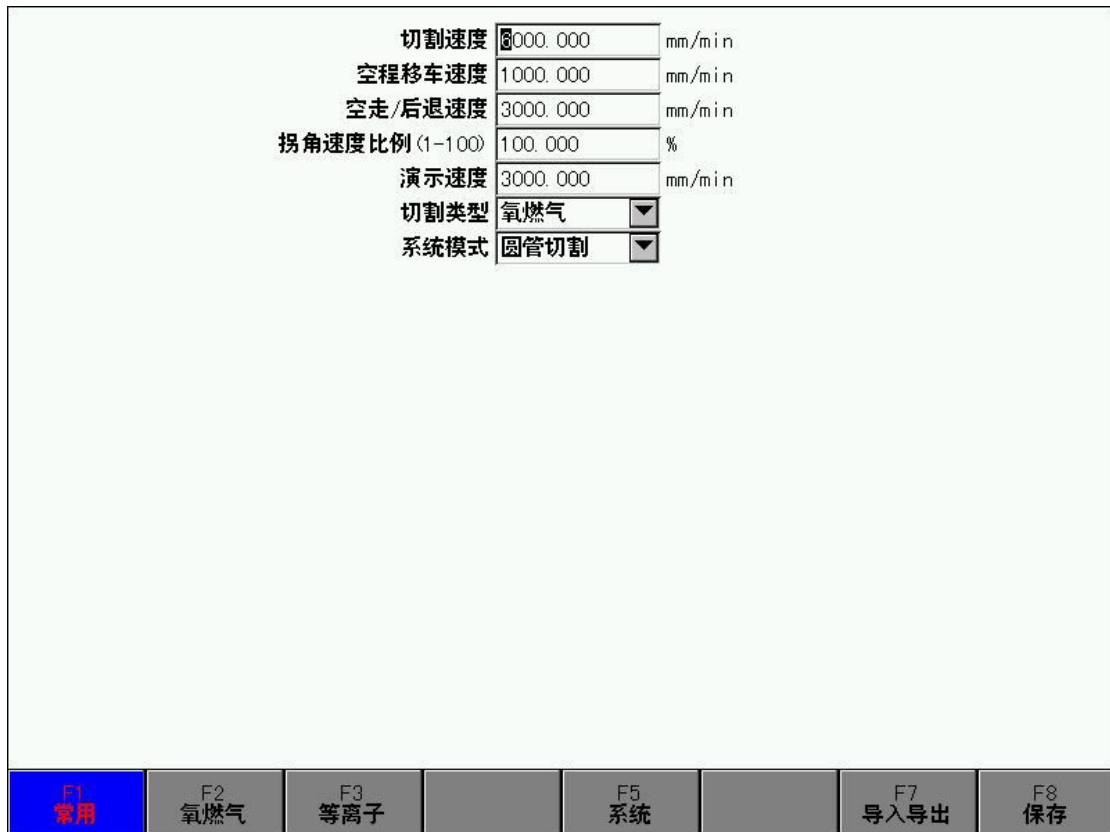 切割速度 6000.000 mm/min
空程移车速度 1000.000 mm/min
空走/后退速度 3000.000 mm/min
拐角速度比例(1-100) 100.000 %
演示速度 3000.000 mm/min
切割类型 氧燃气
系统模式 圆管切割
F1 F2 F3 F5 F7 F8
常用 氧燃气 等离子 系统 导入导出 保存